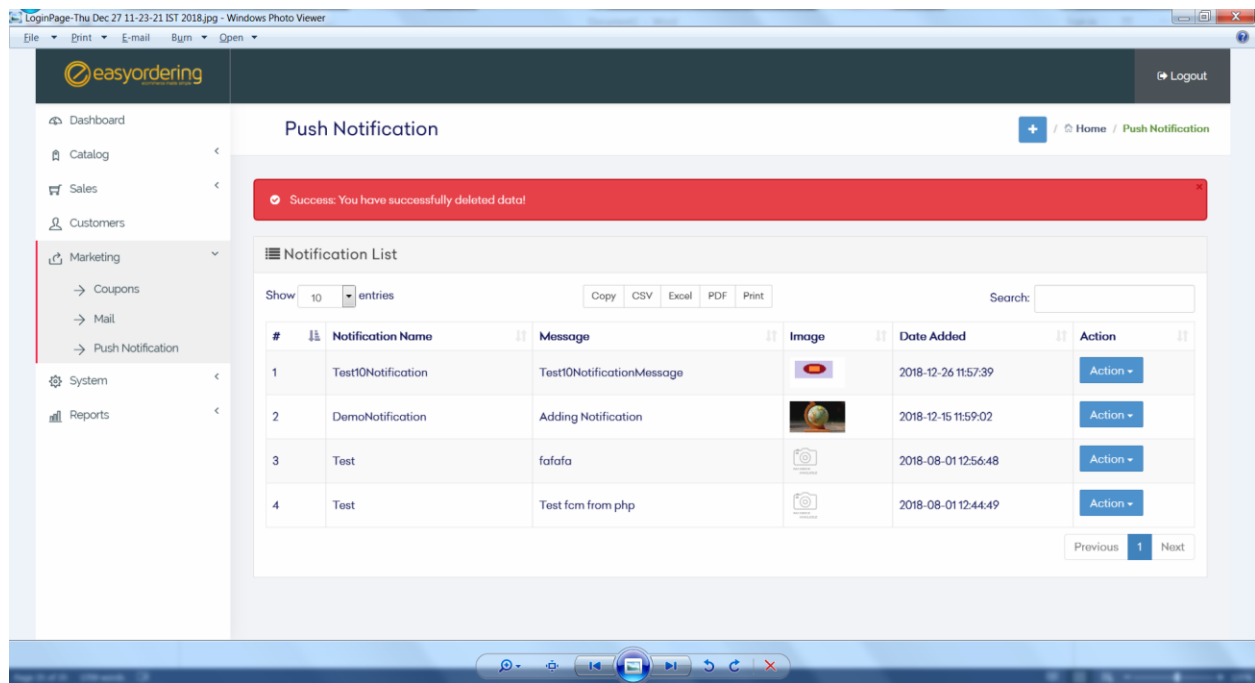 LoginPage-Thu Dec 27 11-23-21 IST 2018.jpg - Windows Photo Viewer
File Print E-mail Burn Open
easyordering
Logout
Dashboard
Push Notification
+ / Home / Push Notification
Catalog
Sales
Success: You have successfully deleted data!
×
Customers
Marketing
Notification List
Coupons
Show 10 entries
Copy CSV Excel PDF Print
Search:
Mail
# Notification Name Message Image Date Added Action
Push Notification
1 Test10Notification Test10NotificationMessage 2018-12-26 11:57:39 Action
System
2 DemoNotification Adding Notification 2018-12-15 11:59:02 Action
Reports
3 Test fafafa 2018-08-01 12:56:48 Action
4 Test Test fcm from php 2018-08-01 12:44:49 Action
Previous 1 Next